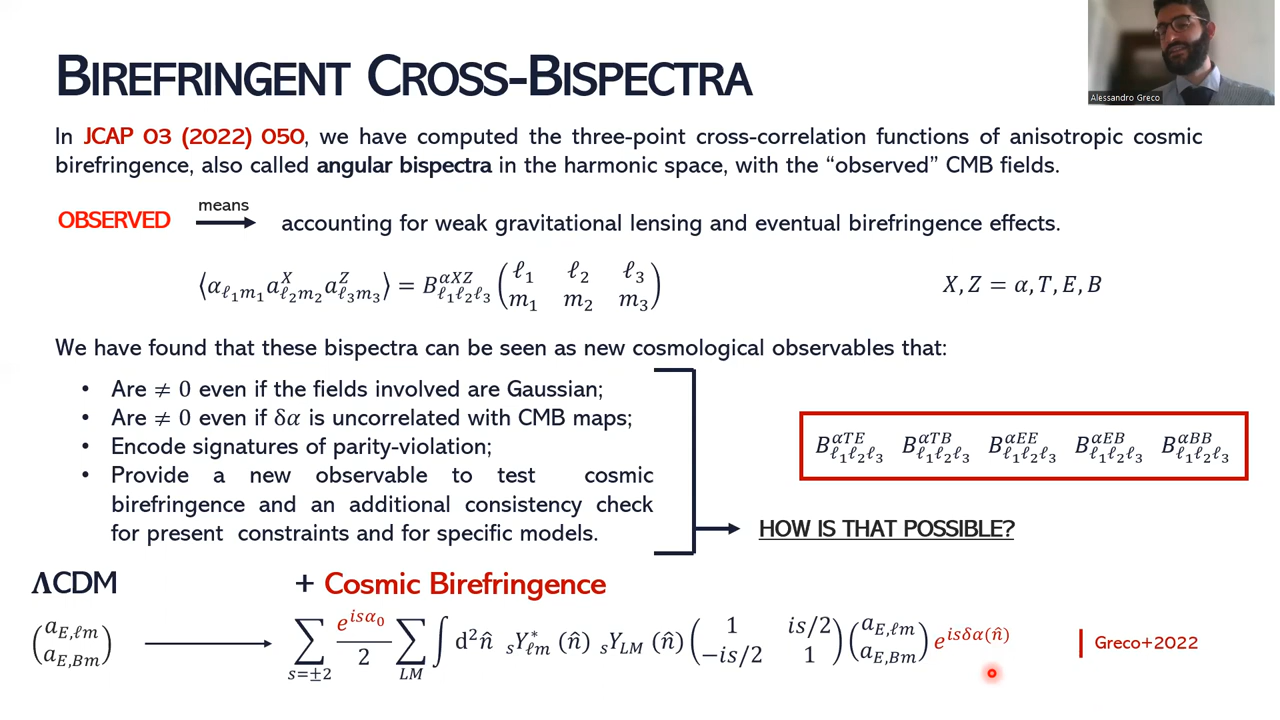 Alessandro Greco
BIREFRINGENT CROSS-BISPECTRA
In JCAP 03 (2022) 050, we have computed the three-point cross-correlation functions of anisotropic cosmic
birefringence, also called angular bispectra in the harmonic space, with the “observed” CMB fields.
OBSERVED means accounting for weak gravitational lensing and eventual birefringence effects.
⟨α_{ℓ₁m₁} a^X_{ℓ₂m₂} a^Z_{ℓ₃m₃}⟩ = B^{αXZ}_{ℓ₁ℓ₂ℓ₃} (ℓ₁ ℓ₂ ℓ₃ / m₁ m₂ m₃) X, Z = α, T, E, B
We have found that these bispectra can be seen as new cosmological observables that:
• Are ≠ 0 even if the fields involved are Gaussian;
• Are ≠ 0 even if δα is uncorrelated with CMB maps;
• Encode signatures of parity-violation;
• Provide a new observable to test cosmic
birefringence and an additional consistency check
for present constraints and for specific models.
B^{αTE}_{ℓ₁ℓ₂ℓ₃} B^{αTB}_{ℓ₁ℓ₂ℓ₃} B^{αEE}_{ℓ₁ℓ₂ℓ₃} B^{αEB}_{ℓ₁ℓ₂ℓ₃} B^{αBB}_{ℓ₁ℓ₂ℓ₃}
HOW IS THAT POSSIBLE?
ΛCDM + Cosmic Birefringence
(a_{E,ℓm} / a_{E,Bm}) → ∑_{s=±2} e^{isα₀}/2 ∑_{LM} ∫ d²n̂ ₛY*_{ℓm} (n̂) ₛY_{LM} (n̂) (1 is/2 / −is/2 1) (a_{E,ℓm} / a_{E,Bm}) e^{isδα(n̂)} | Greco+2022